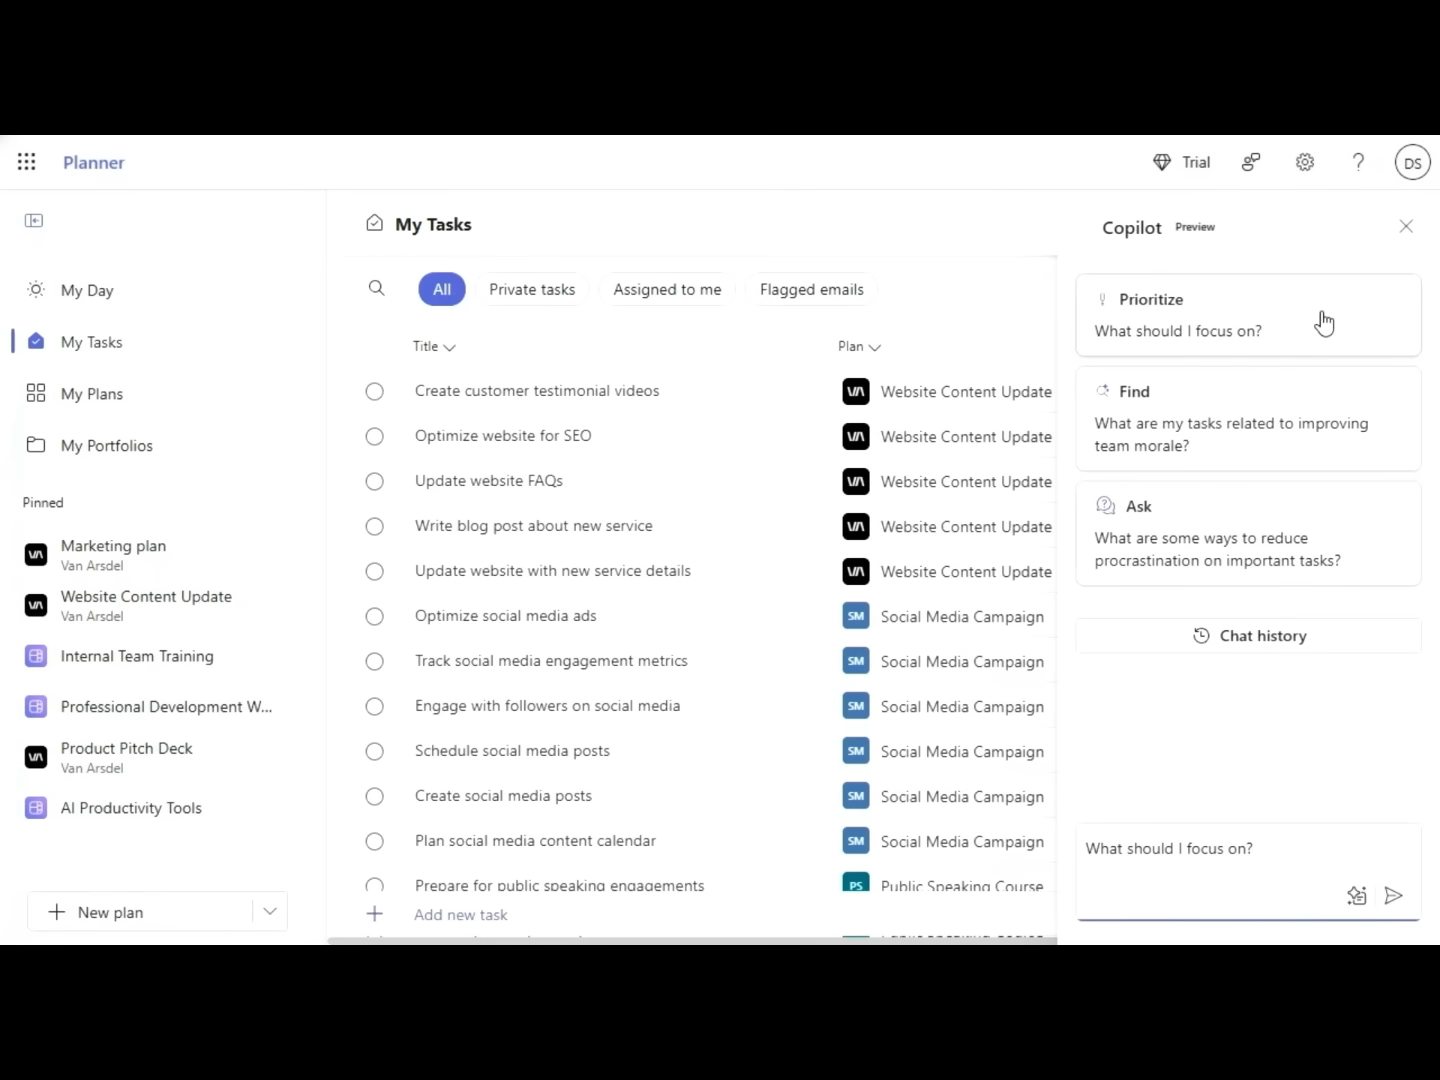 Planner
Trial
DS
My Day
My Tasks
My Plans
My Portfolios
Pinned
VA
Marketing plan
Van Arsdel
VA
Website Content Update
Van Arsdel
Internal Team Training
Professional Development W...
VA
Product Pitch Deck
Van Arsdel
AI Productivity Tools
New plan
My Tasks
All Private tasks Assigned to me Flagged emails
Title Plan
Create customer testimonial videos VA Website Content Update
Optimize website for SEO VA Website Content Update
Update website FAQs VA Website Content Update
Write blog post about new service VA Website Content Update
Update website with new service details VA Website Content Update
Optimize social media ads SM Social Media Campaign
Track social media engagement metrics SM Social Media Campaign
Engage with followers on social media SM Social Media Campaign
Schedule social media posts SM Social Media Campaign
Create social media posts SM Social Media Campaign
Plan social media content calendar SM Social Media Campaign
Prepare for public speaking engagements PS Public Speaking Course
Add new task
Copilot Preview
Prioritize
What should I focus on?
Find
What are my tasks related to improving
team morale?
Ask
What are some ways to reduce
procrastination on important tasks?
Chat history
What should I focus on?